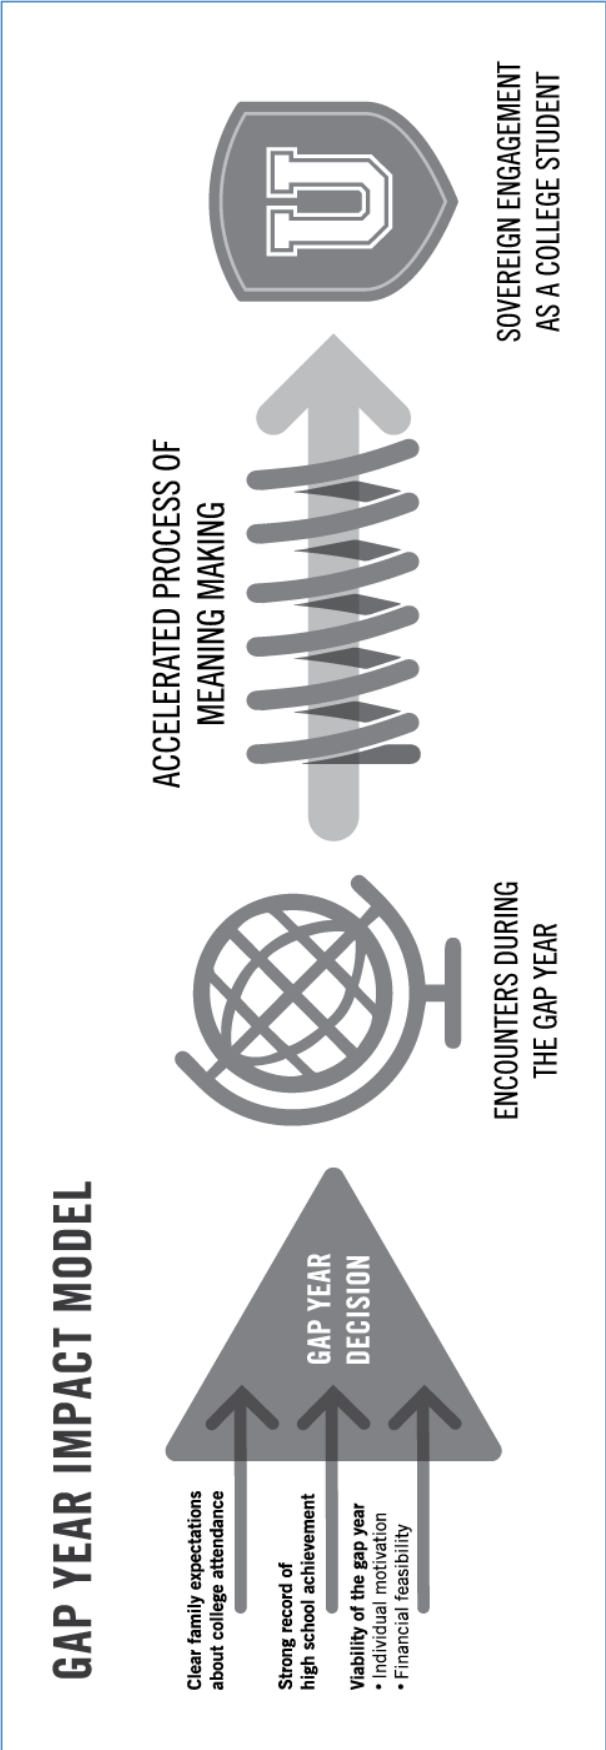 GAP YEAR IMPACT MODEL
Clear family expectations
about college attendance
Strong record of
high school achievement
Viability of the gap year
• Individual motivation
• Financial feasibility
GAP YEAR
DECISION
ENCOUNTERS DURING
THE GAP YEAR
ACCELERATED PROCESS OF
MEANING MAKING
U
SOVEREIGN ENGAGEMENT
AS A COLLEGE STUDENT